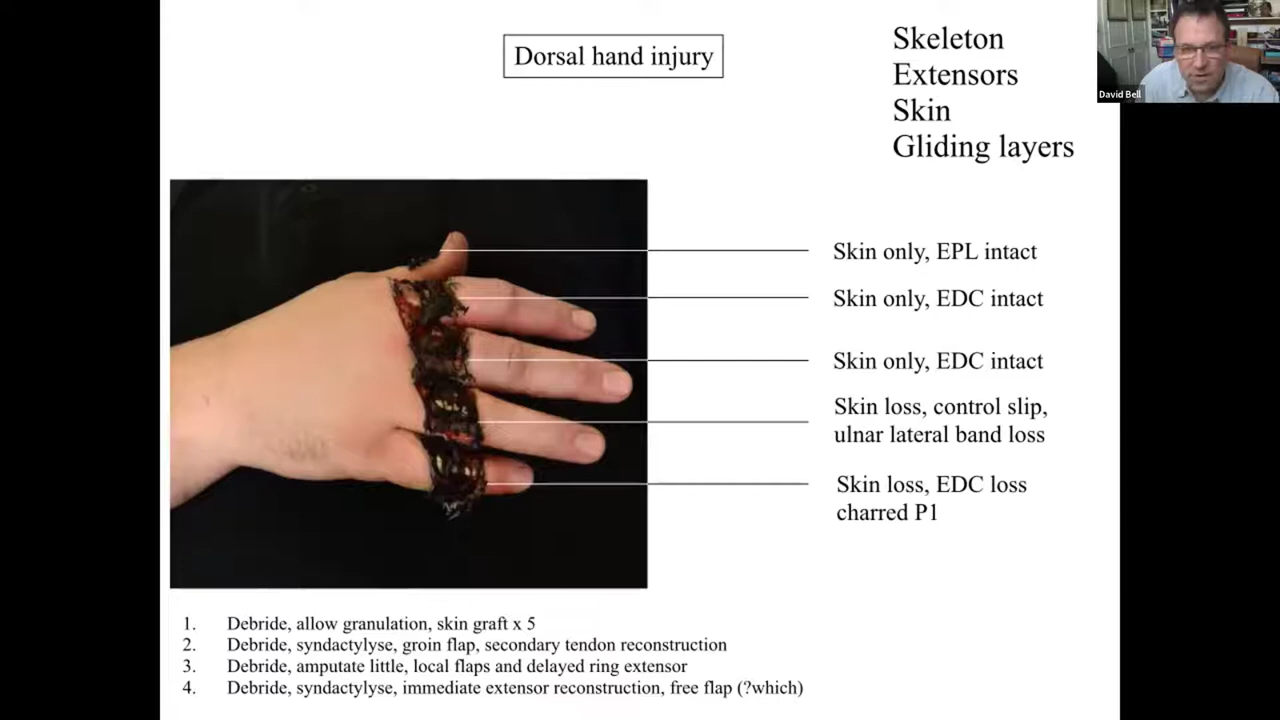 Dorsal hand injury
Skeleton
Extensors
Skin
Gliding layers
David Bell
Skin only, EPL intact
Skin only, EDC intact
Skin only, EDC intact
Skin loss, control slip,
ulnar lateral band loss
Skin loss, EDC loss
charred P1
1. Debride, allow granulation, skin graft x 5
2. Debride, syndactylyse, groin flap, secondary tendon reconstruction
3. Debride, amputate little, local flaps and delayed ring extensor
4. Debride, syndactylyse, immediate extensor reconstruction, free flap (?which)